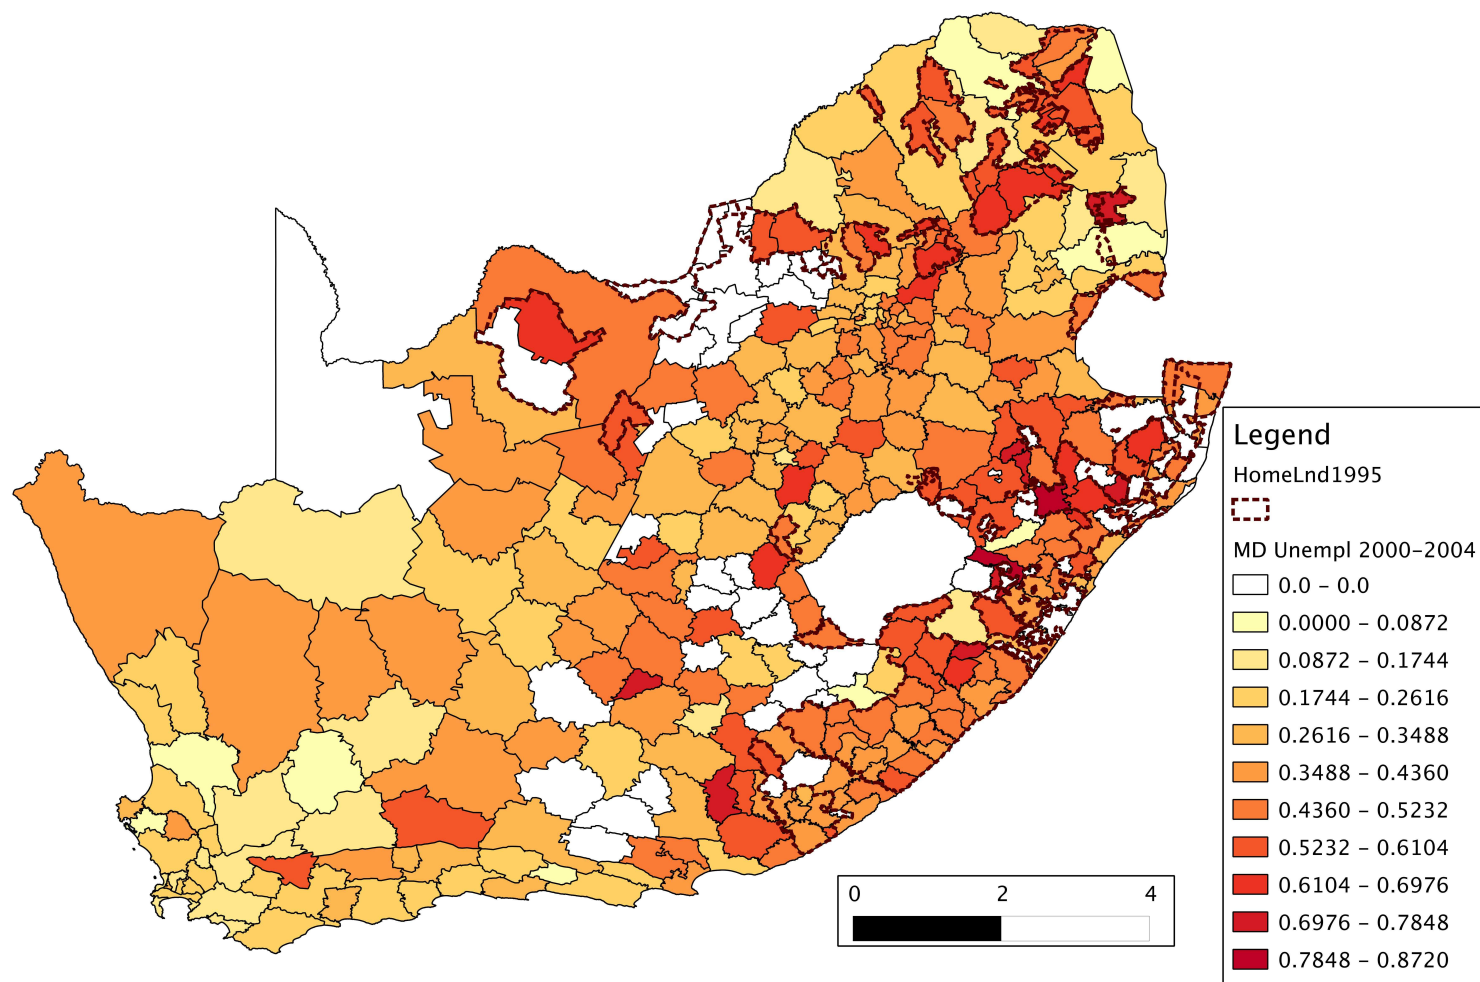 Legend
HomeLnd1995
MD Unempl 2000-2004
0.0 - 0.0
0.0000 - 0.0872
0.0872 - 0.1744
0.1744 - 0.2616
0.2616 - 0.3488
0.3488 - 0.4360
0.4360 - 0.5232
0.5232 - 0.6104
0.6104 - 0.6976
0.6976 - 0.7848
0.7848 - 0.8720
0 2 4